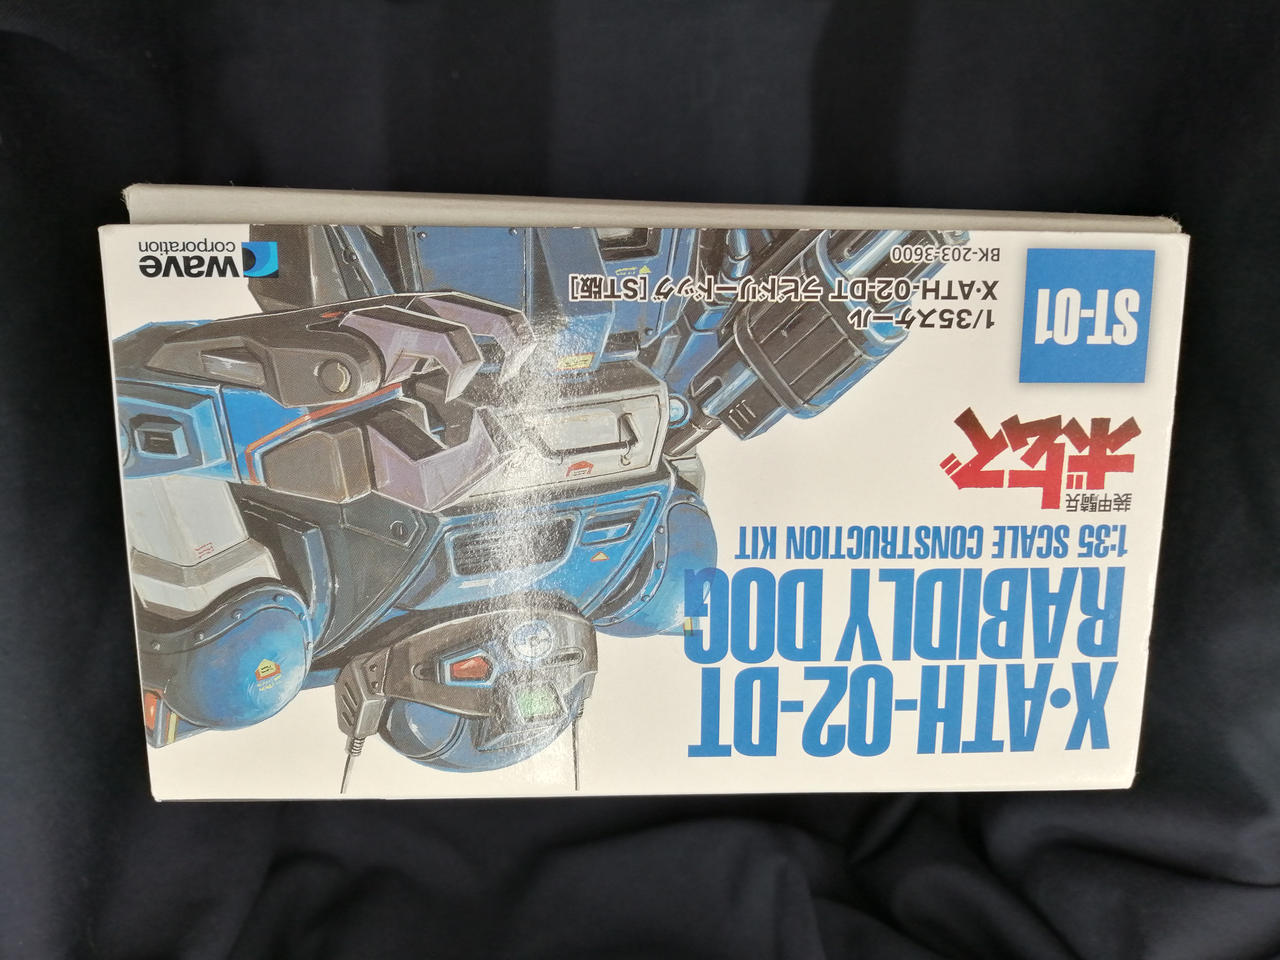 X·ATH-02-DT
RABIDLY DOG
1:35 SCALE CONSTRUCTION KIT
装甲騎兵
ボトムズ
ST-01
1/35スケール
X·ATH-02-DT ラビドリードッグ [ST版]
BK-203-3600
wave
corporation